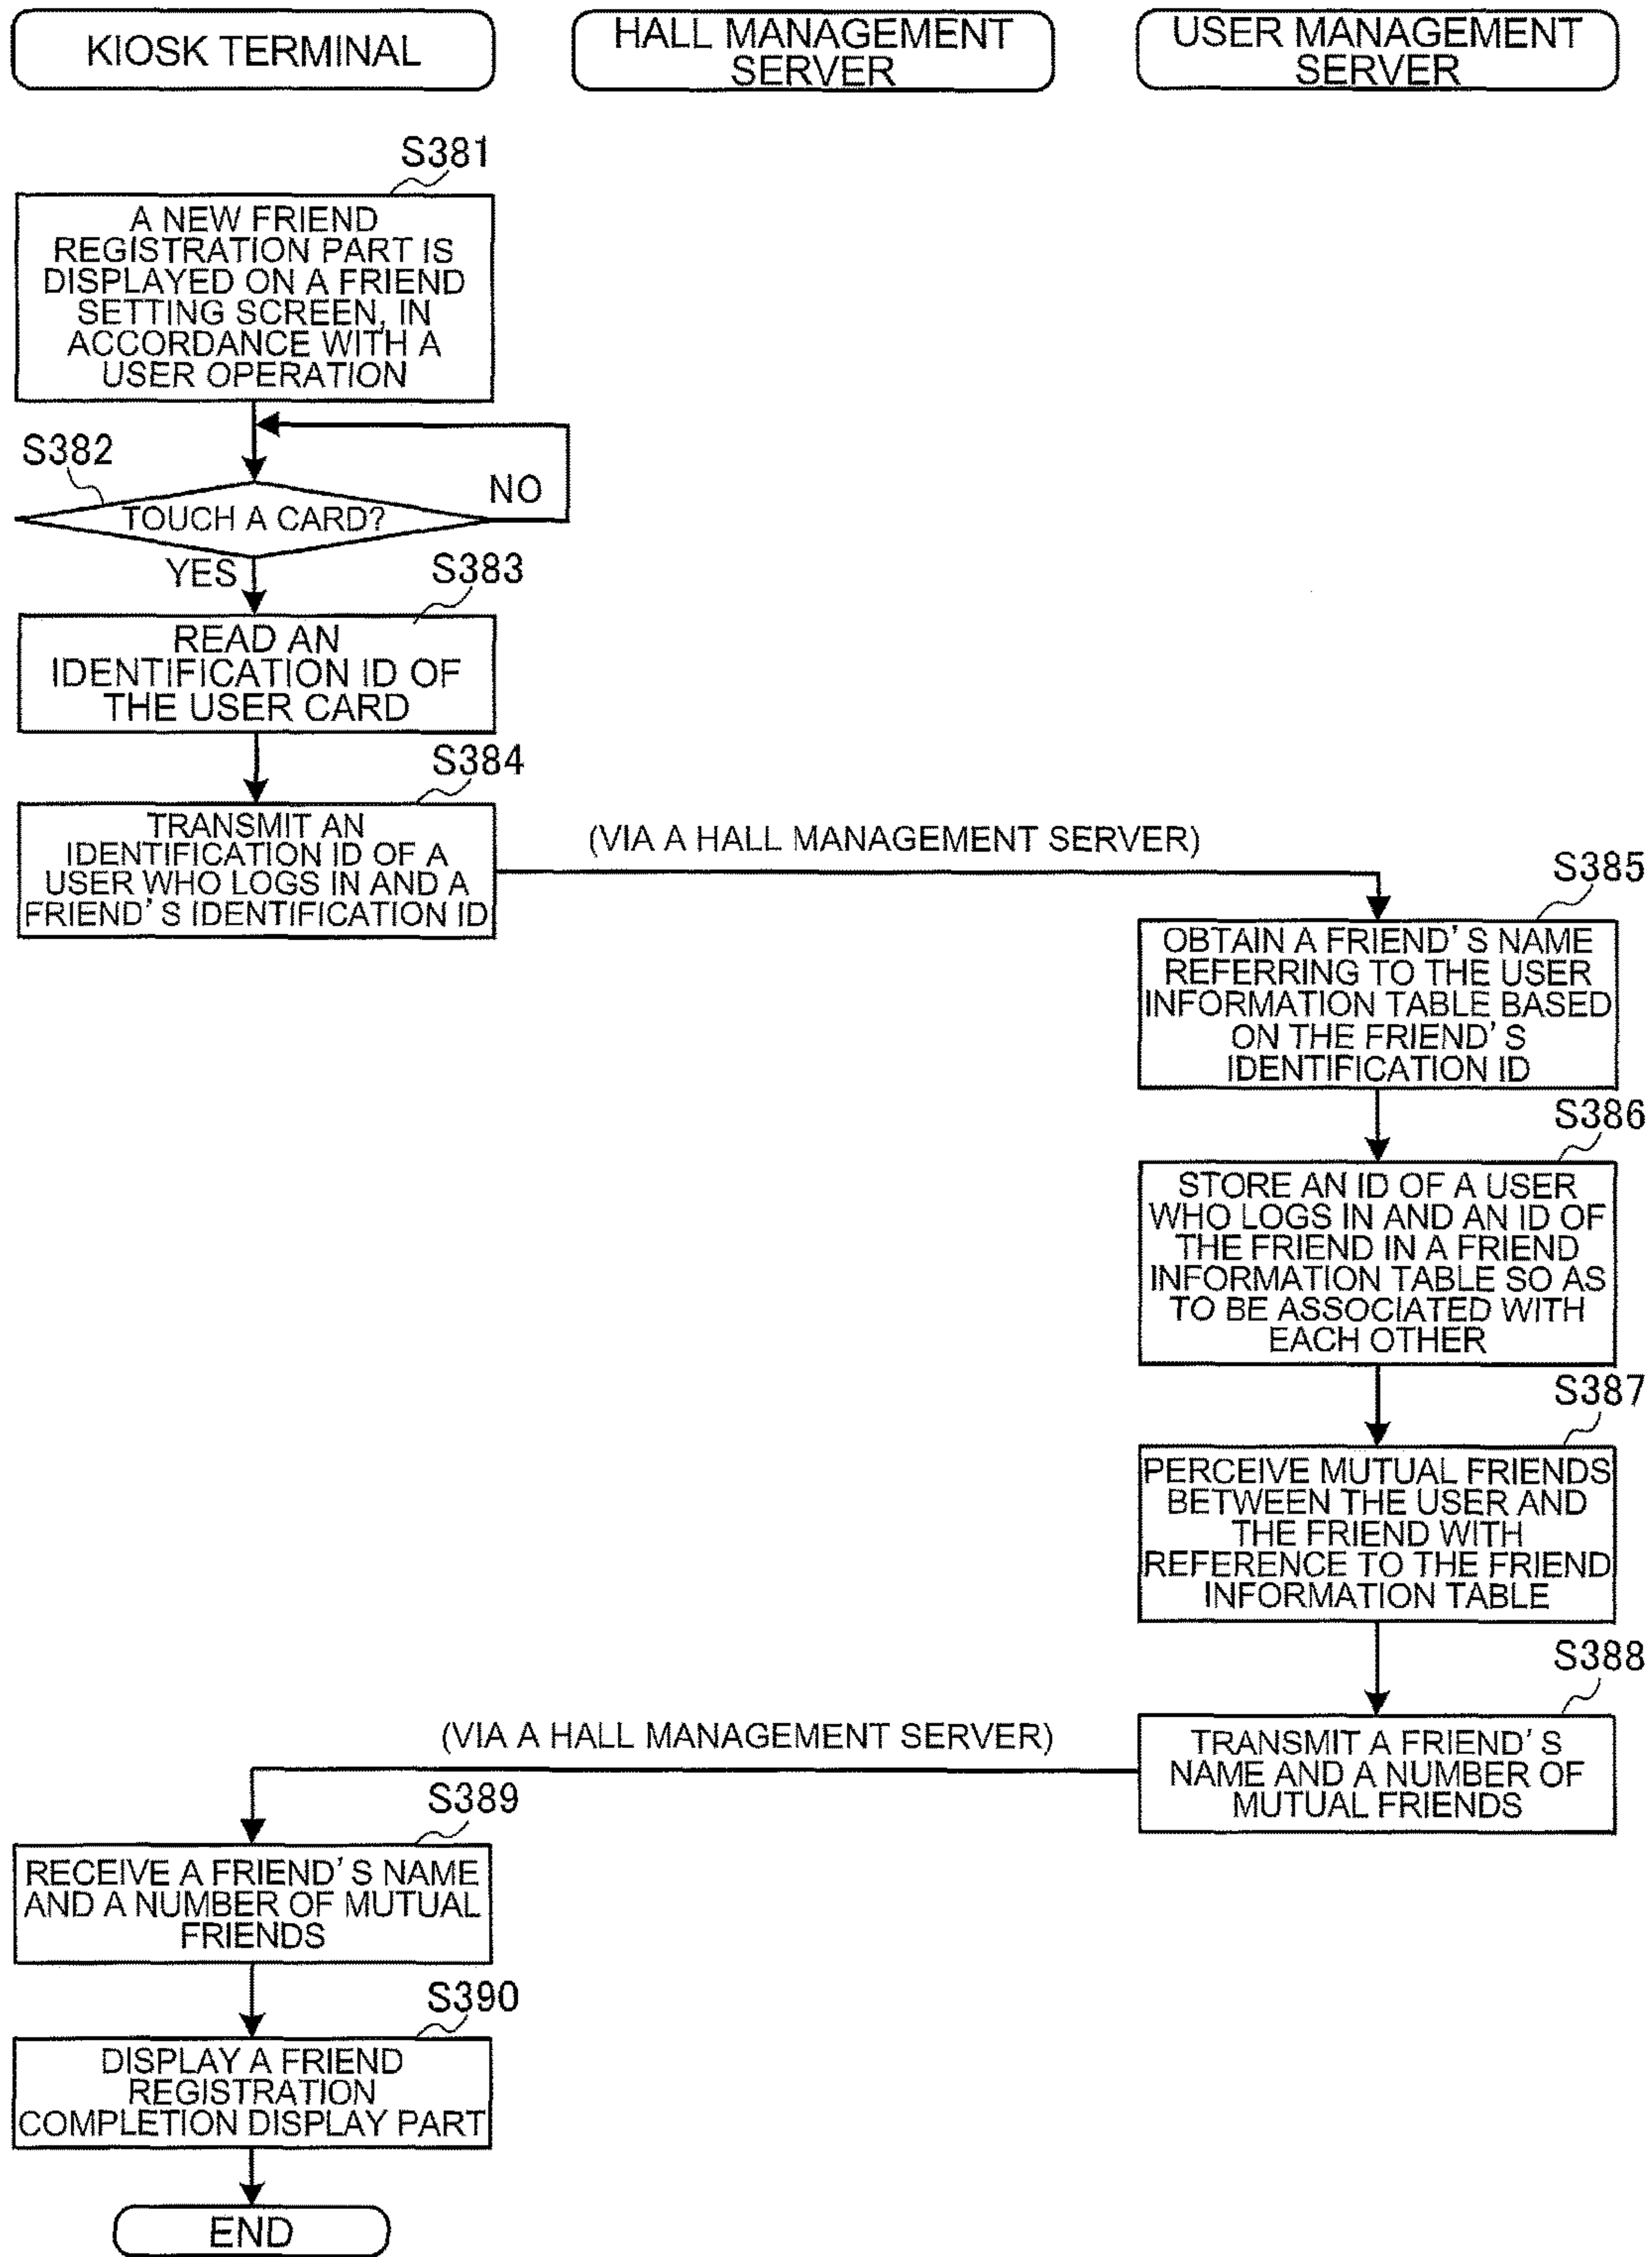 KIOSK TERMINAL
HALL MANAGEMENT
SERVER
USER MANAGEMENT
SERVER
S381
A NEW FRIEND
REGISTRATION PART IS
DISPLAYED ON A FRIEND
SETTING SCREEN, IN
ACCORDANCE WITH A
USER OPERATION
S382
TOUCH A CARD?
NO
YES
S383
READ AN
IDENTIFICATION ID OF
THE USER CARD
S384
TRANSMIT AN
IDENTIFICATION ID OF A
USER WHO LOGS IN AND A
FRIEND'S IDENTIFICATION ID
(VIA A HALL MANAGEMENT SERVER)
S385
OBTAIN A FRIEND'S NAME
REFERRING TO THE USER
INFORMATION TABLE BASED
ON THE FRIEND'S
IDENTIFICATION ID
S386
STORE AN ID OF A USER
WHO LOGS IN AND AN ID OF
THE FRIEND IN A FRIEND
INFORMATION TABLE SO AS
TO BE ASSOCIATED WITH
EACH OTHER
S387
PERCEIVE MUTUAL FRIENDS
BETWEEN THE USER AND
THE FRIEND WITH
REFERENCE TO THE FRIEND
INFORMATION TABLE
S388
TRANSMIT A FRIEND'S
NAME AND A NUMBER OF
MUTUAL FRIENDS
(VIA A HALL MANAGEMENT SERVER)
S389
RECEIVE A FRIEND'S NAME
AND A NUMBER OF MUTUAL
FRIENDS
S390
DISPLAY A FRIEND
REGISTRATION
COMPLETION DISPLAY PART
END